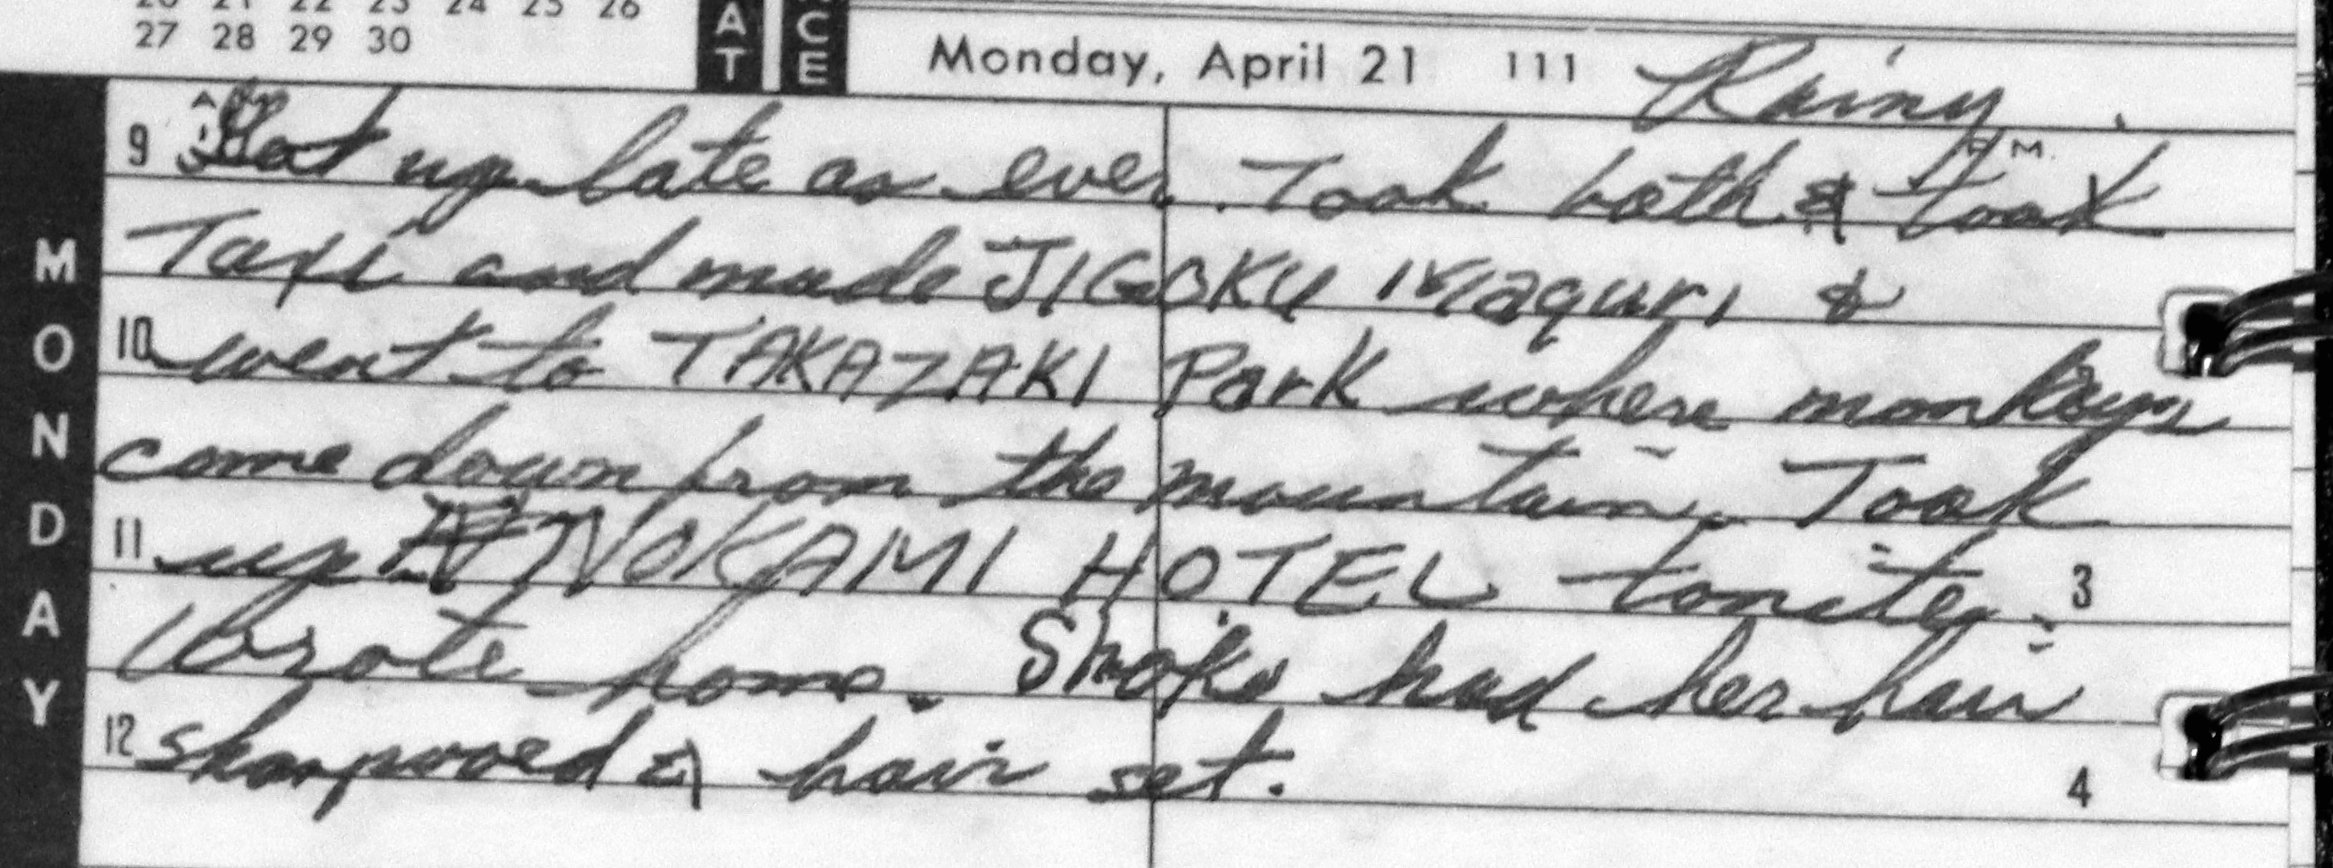 20 21 22 23 24 25 26
27 28 29 30
AT
CE
Monday, April 21 111 Rainy.
MONDAY
9 Got up late as ever. Took bath & took
Taxi and made JIGOKU Maguri &
10 went to TAKAZAKI Park where monkeys
come down from the mountain. Took
11 up NOKAMI HOTEL tonite. 3
Wrote home. Shoko had her hair
12 shampooed & hair set. 4